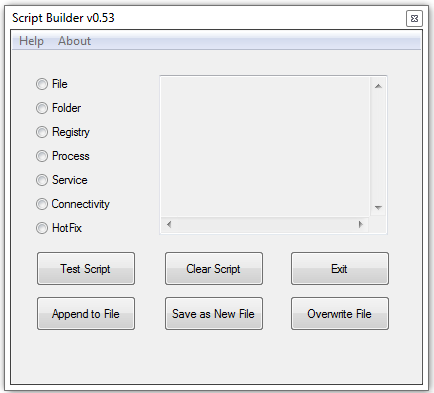 Script Builder v0.53
Help About
File
Folder
Registry
Process
Service
Connectivity
HotFix
Test Script Clear Script Exit
Append to File Save as New File Overwrite File